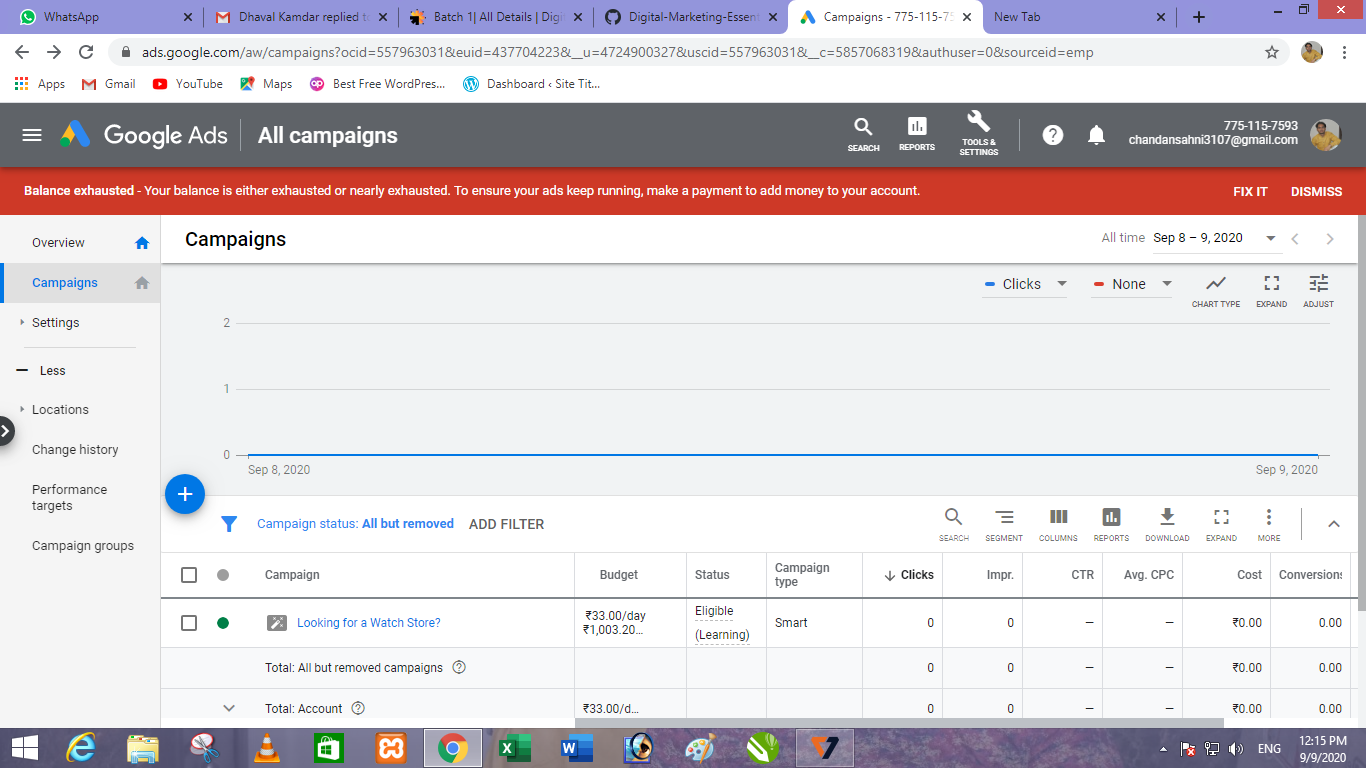 WhatsApp
Dhaval Kamdar replied to
Batch 1| All Details | Digi
Digital-Marketing-Essent
Campaigns - 775-115-75
New Tab
ads.google.com/aw/campaigns?ocid=557963031&euid=437704223&__u=4724900327&uscid=557963031&__c=5857068319&authuser=0&sourceid=emp
Apps
Gmail
YouTube
Maps
Best Free WordPres...
Dashboard ‹ Site Tit...
Google Ads
All campaigns
SEARCH
REPORTS
TOOLS &
SETTINGS
775-115-7593
chandansahni3107@gmail.com
Balance exhausted - Your balance is either exhausted or nearly exhausted. To ensure your ads keep running, make a payment to add money to your account.
FIX IT
DISMISS
Overview
Campaigns
Settings
Less
Locations
Change history
Performance
targets
Campaign groups
Campaigns
All time Sep 8 – 9, 2020
Clicks
None
CHART TYPE
EXPAND
ADJUST
2
1
0
Sep 8, 2020
Sep 9, 2020
Campaign status: All but removed
ADD FILTER
SEARCH
SEGMENT
COLUMNS
REPORTS
DOWNLOAD
EXPAND
MORE
Campaign
Budget
Status
Campaign
type
Clicks
Impr.
CTR
Avg. CPC
Cost
Conversions
Looking for a Watch Store?
₹33.00/day
₹1,003.20...
Eligible
(Learning)
Smart
0
0
–
–
₹0.00
0.00
Total: All but removed campaigns
0
0
–
–
₹0.00
0.00
Total: Account
₹33.00/d...
0
0
–
–
₹0.00
0.00
ENG
12:15 PM
9/9/2020